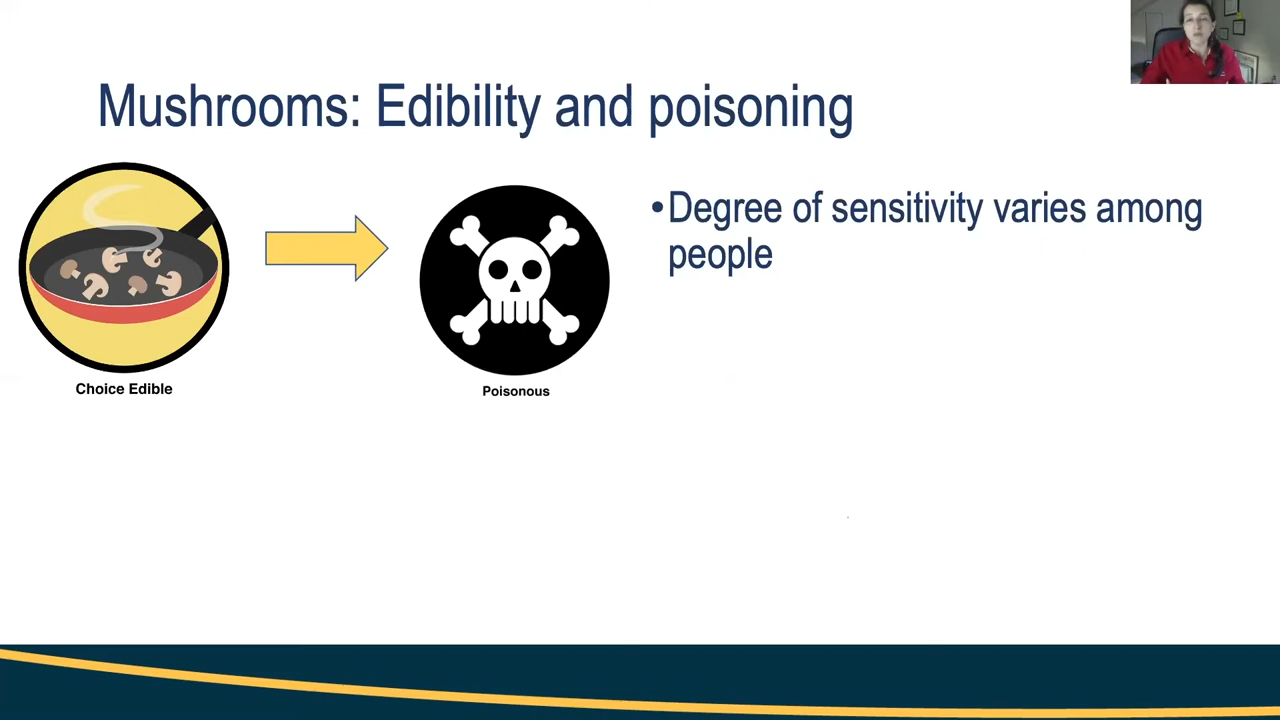 Mushrooms: Edibility and poisoning
Choice Edible
Poisonous
•Degree of sensitivity varies among
people